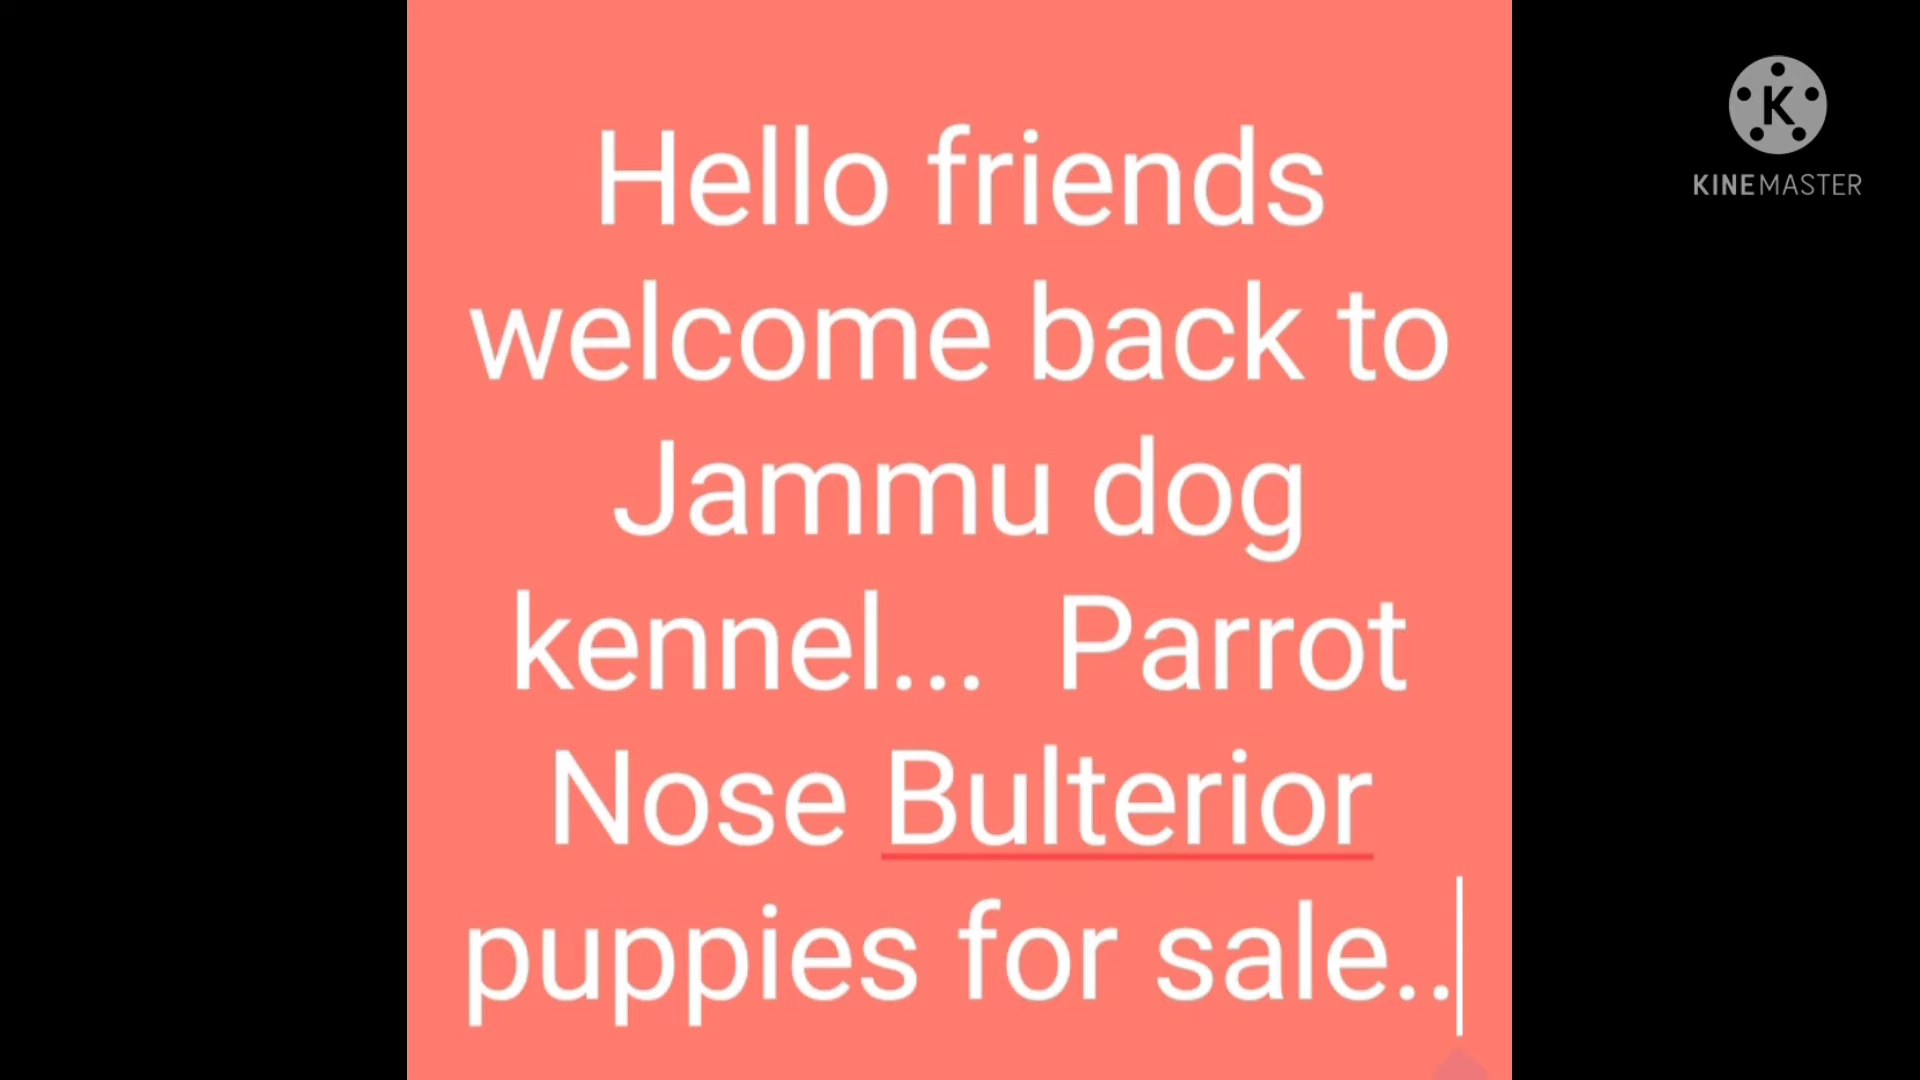 Hello friends
welcome back to
Jammu dog
kennel...  Parrot
Nose Bulterior
puppies for sale..
K
KINEMASTER